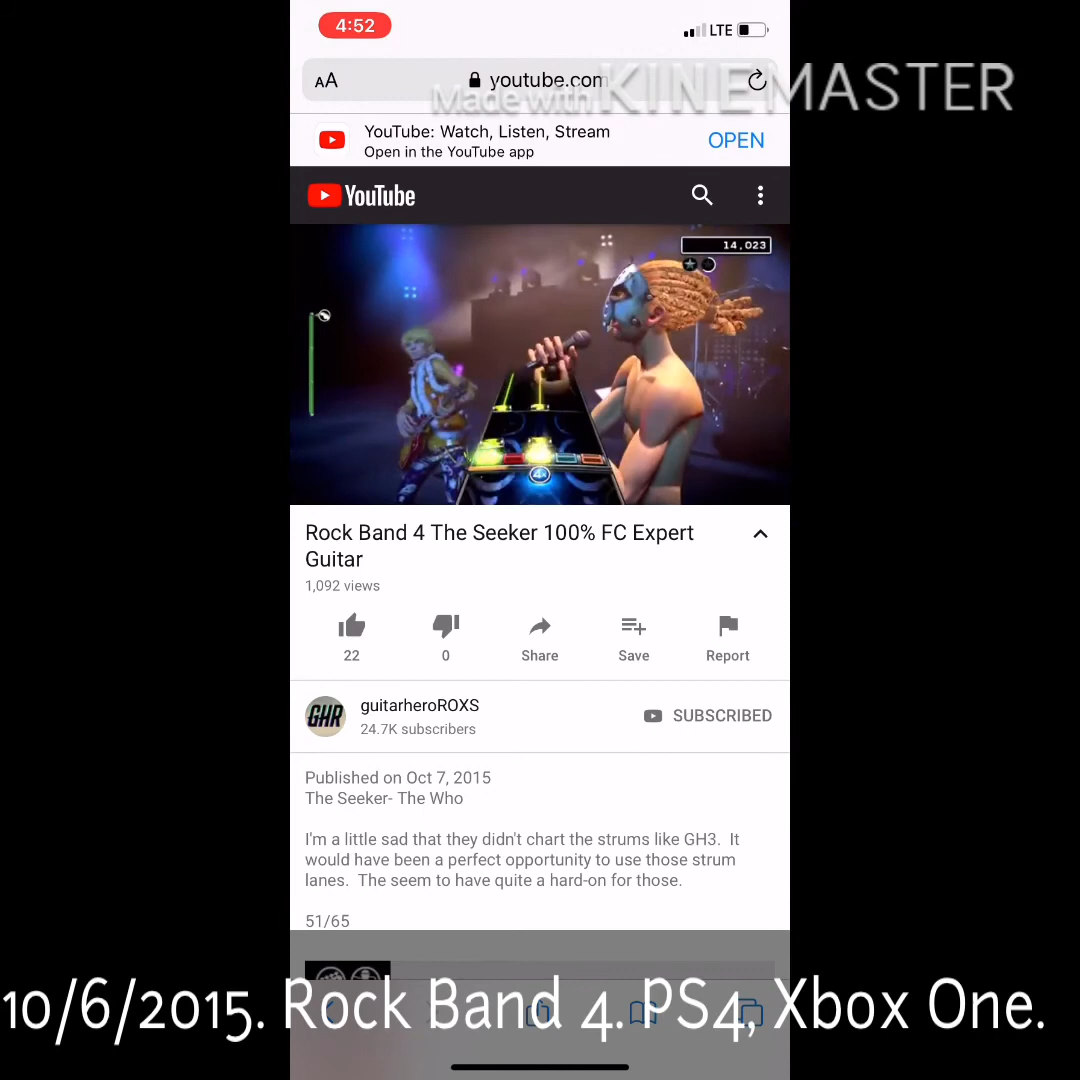 4:52
LTE
AA
youtube.com
Made with KINEMASTER
YouTube: Watch, Listen, Stream
Open in the YouTube app
OPEN
YouTube
14,023
4x
Rock Band 4 The Seeker 100% FC Expert
Guitar
1,092 views
22
0
Share
Save
Report
GHR
guitarheroROXS
24.7K subscribers
SUBSCRIBED
Published on Oct 7, 2015
The Seeker- The Who
I'm a little sad that they didn't chart the strums like GH3. It
would have been a perfect opportunity to use those strum
lanes. The seem to have quite a hard-on for those.
51/65
10/6/2015. Rock Band 4. PS4, Xbox One.